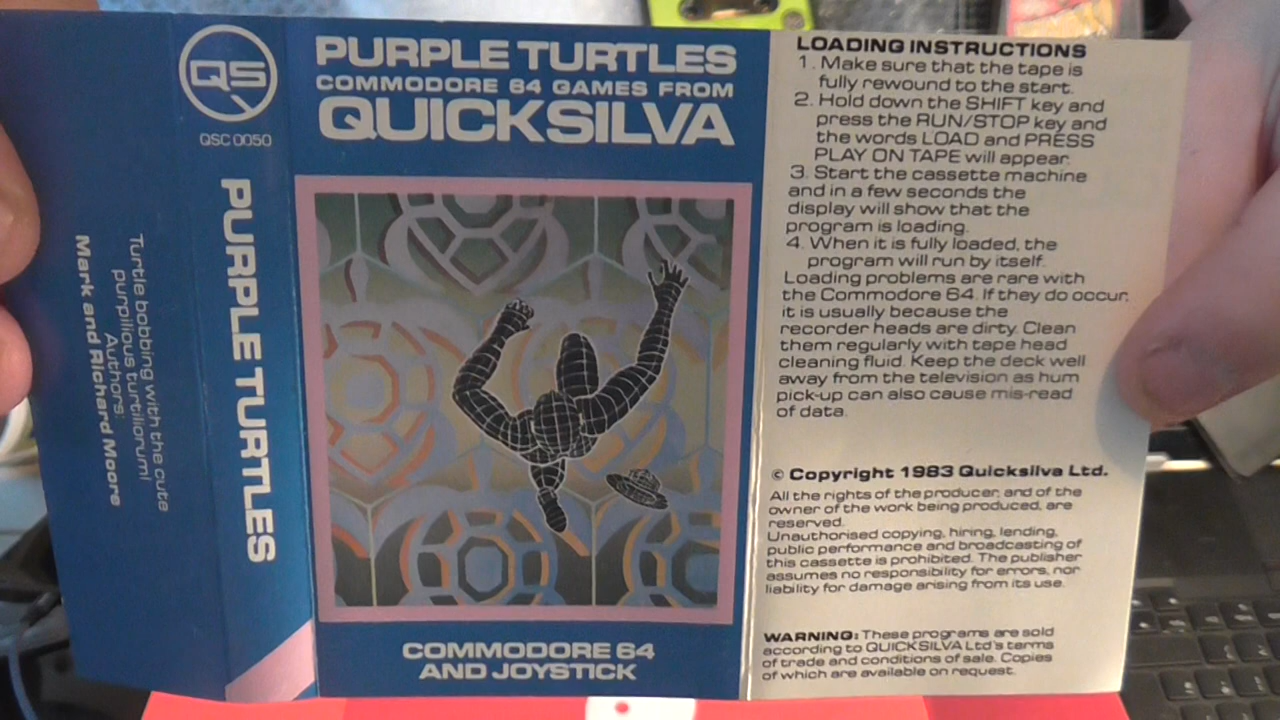 QS
QSC 0050
PURPLE TURTLES
Turtle bobbing with the cute
purpilious turtiliorum!
Authors:
Mark and Richard Moore
PURPLE TURTLES
COMMODORE 64 GAMES FROM
QUICKSILVA
COMMODORE 64
AND JOYSTICK
LOADING INSTRUCTIONS
1. Make sure that the tape is
fully rewound to the start.
2. Hold down the SHIFT key and
press the RUN/STOP key and
the words LOAD and PRESS
PLAY ON TAPE will appear.
3. Start the cassette machine
and in a few seconds the
display will show that the
program is loading.
4. When it is fully loaded, the
program will run by itself.
Loading problems are rare with
the Commodore 64. If they do occur,
it is usually because the
recorder heads are dirty. Clean
them regularly with tape head
cleaning fluid. Keep the deck well
away from the television as hum
pick-up can also cause mis-read
of data.
© Copyright 1983 Quicksilva Ltd.
All the rights of the producer, and of the
owner of the work being produced, are
reserved.
Unauthorised copying, hiring, lending,
public performance and broadcasting of
this cassette is prohibited. The publisher
assumes no responsibility for errors, nor
liability for damage arising from its use.
WARNING: These programs are sold
according to QUICKSILVA Ltd's terms
of trade and conditions of sale. Copies
of which are available on request.